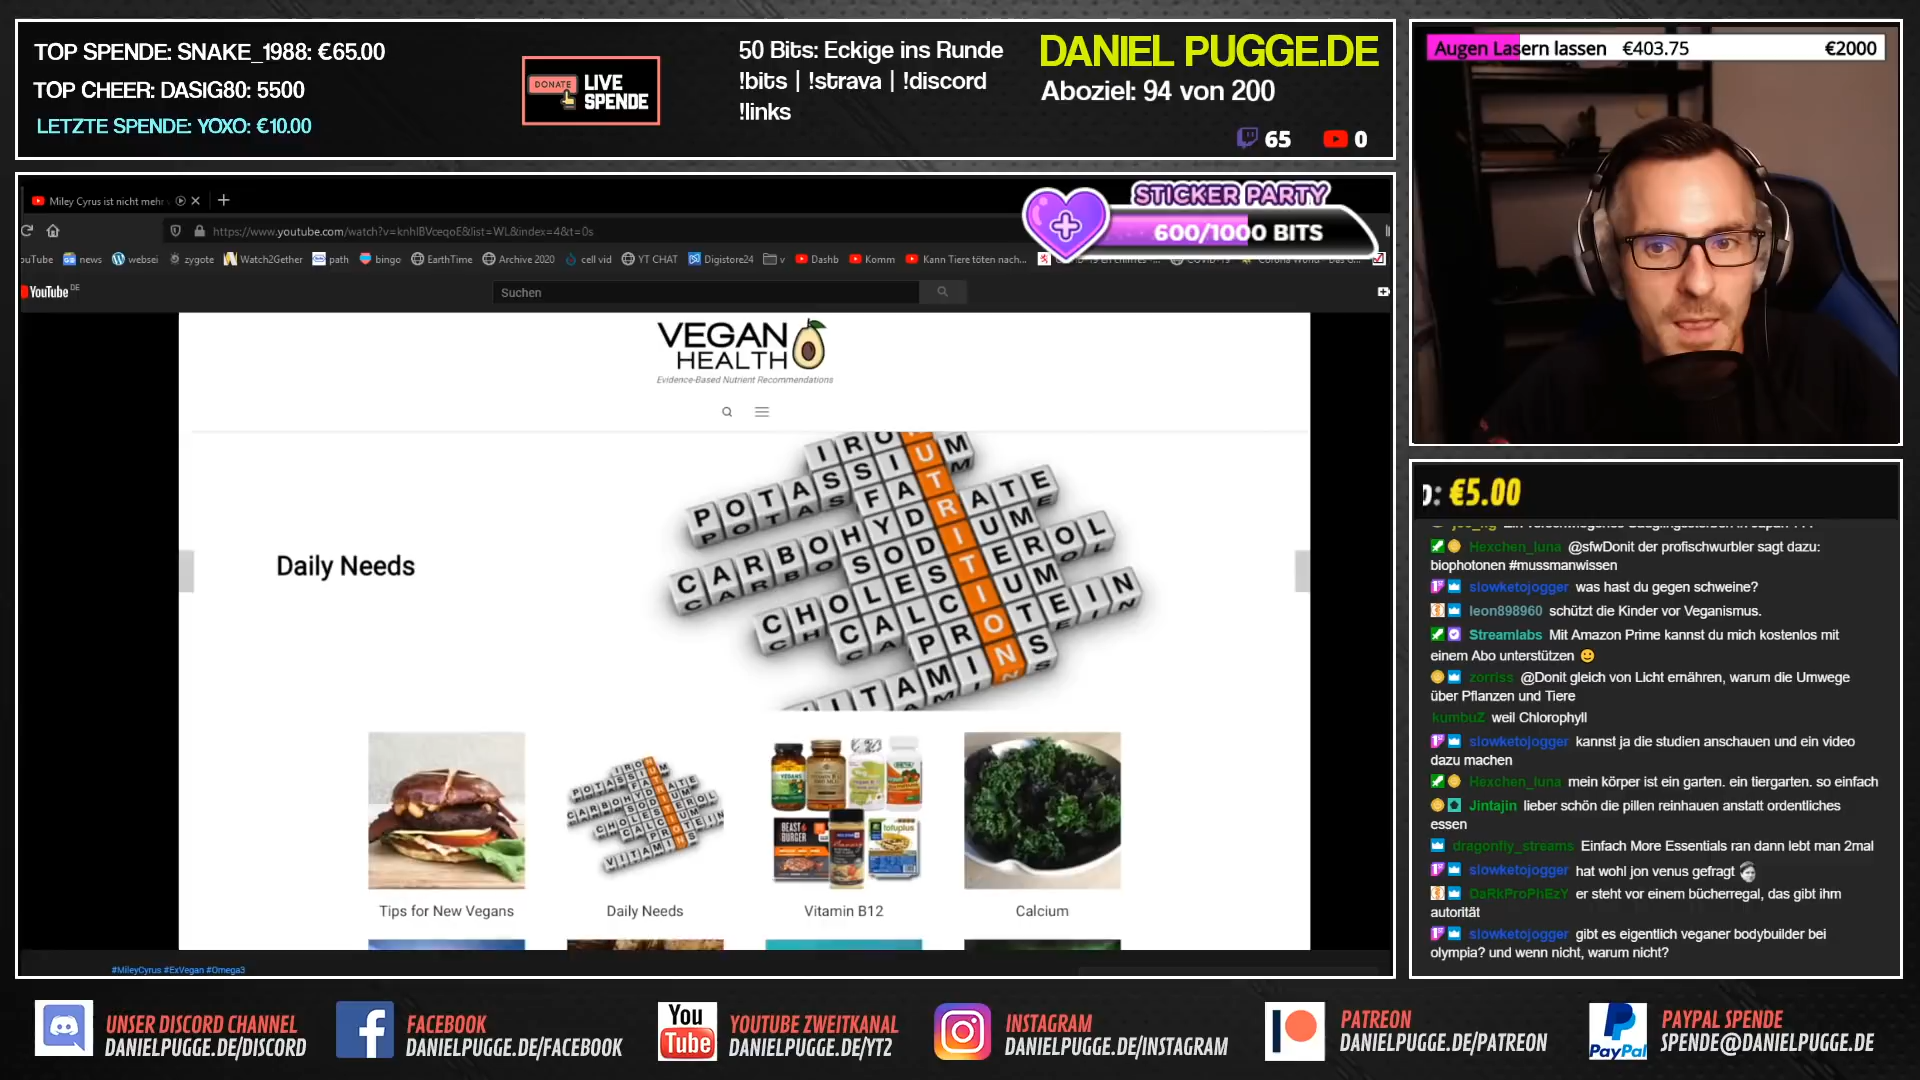 TOP SPENDE: SNAKE_1988: €65.00
TOP CHEER: DASIG80: 5500
LETZTE SPENDE: YOXO: €10.00
DONATE
LIVE
SPENDE
50 Bits: Eckige ins Runde
!bits | !strava | !discord
!links
DANIEL PUGGE.DE
Aboziel: 94 von 200
65
0
Augen Lasern lassen €403.75 €2000
Miley Cyrus ist nicht mehr
STICKER PARTY
600/1000 BITS
https://www.youtube.com/watch?v=knhIBVceqoE&list=WL&index=4&t=0s
ouTube news websei zygote Watch2Gether path bingo EarthTime Archive 2020 cell vid YT CHAT Digistore24 v Dashb Komm Kann Tiere töten nach...
YouTube DE
Suchen
VEGAN
HEALTH
Evidence-Based Nutrient Recommendations
Daily Needs
IRO
POTASSIUM
FAT
CARBOHYDRATE
SODIUM
CHOLESTEROL
CALCIUM
PROTEIN
VITAMINS
NUTRITION
Tips for New Vegans
Daily Needs
Vitamin B12
Calcium
#MileyCyrus #ExVegan #Omega3
: €5.00
Hexchen_luna @sfwDonit der profischwurbler sagt dazu:
biophotonen #mussmanwissen
slowketojogger was hast du gegen schweine?
leon898960 schützt die Kinder vor Veganismus.
Streamlabs Mit Amazon Prime kannst du mich kostenlos mit
einem Abo unterstützen
zorriss @Donit gleich von Licht ernähren, warum die Umwege
über Pflanzen und Tiere
kumbuZ weil Chlorophyll
slowketojogger kannst ja die studien anschauen und ein video
dazu machen
Hexchen_luna mein körper ist ein garten. ein tiergarten. so einfach
Jintajin lieber schön die pillen reinhauen anstatt ordentliches
essen
dragonfly_streams Einfach More Essentials ran dann lebt man 2mal
slowketojogger hat wohl jon venus gefragt
DaRkProPhEzY er steht vor einem bücherregal, das gibt ihm
autorität
slowketojogger gibt es eigentlich veganer bodybuilder bei
olympia? und wenn nicht, warum nicht?
UNSER DISCORD CHANNEL
DANIELPUGGE.DE/DISCORD
FACEBOOK
DANIELPUGGE.DE/FACEBOOK
You
Tube
YOUTUBE ZWEITKANAL
DANIELPUGGE.DE/YT2
INSTAGRAM
DANIELPUGGE.DE/INSTAGRAM
PATREON
DANIELPUGGE.DE/PATREON
PayPal
PAYPAL SPENDE
SPENDE@DANIELPUGGE.DE